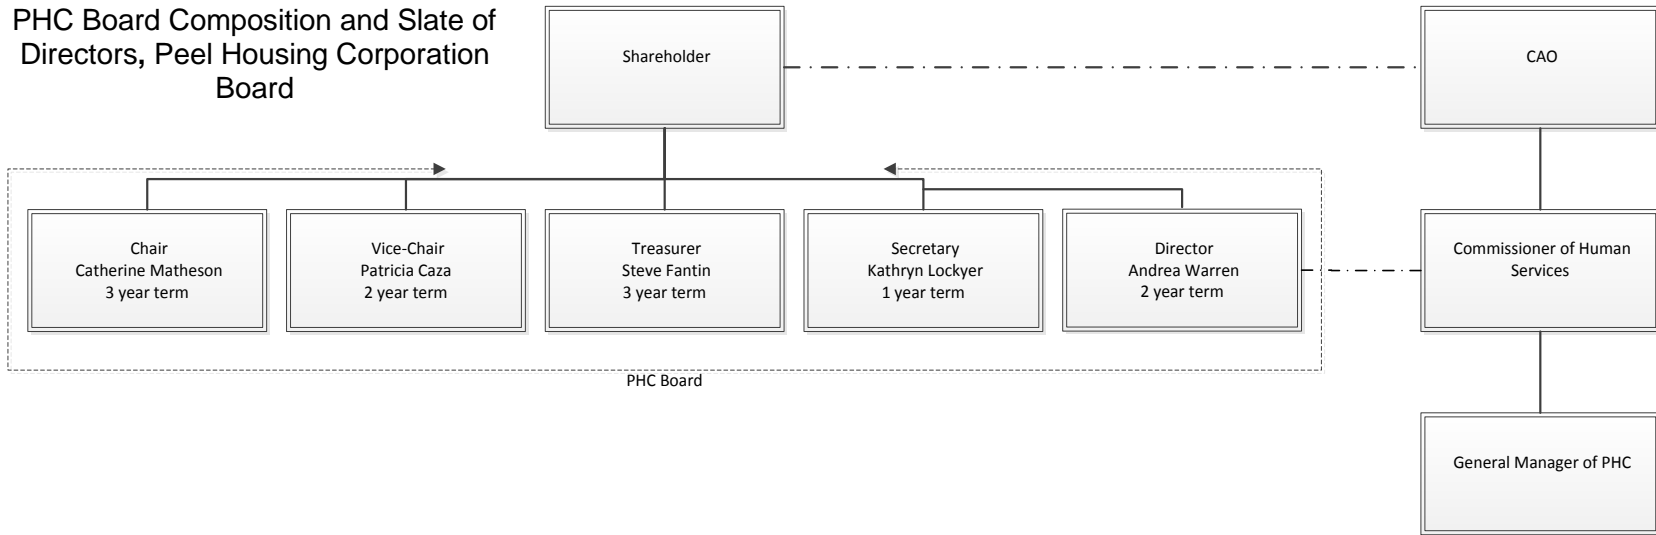 PHC Board Composition and Slate of
Directors, Peel Housing Corporation
Board
Shareholder
CAO
Chair
Catherine Matheson
3 year term
Vice-Chair
Patricia Caza
2 year term
Treasurer
Steve Fantin
3 year term
Secretary
Kathryn Lockyer
1 year term
Director
Andrea Warren
2 year term
Commissioner of Human
Services
PHC Board
General Manager of PHC